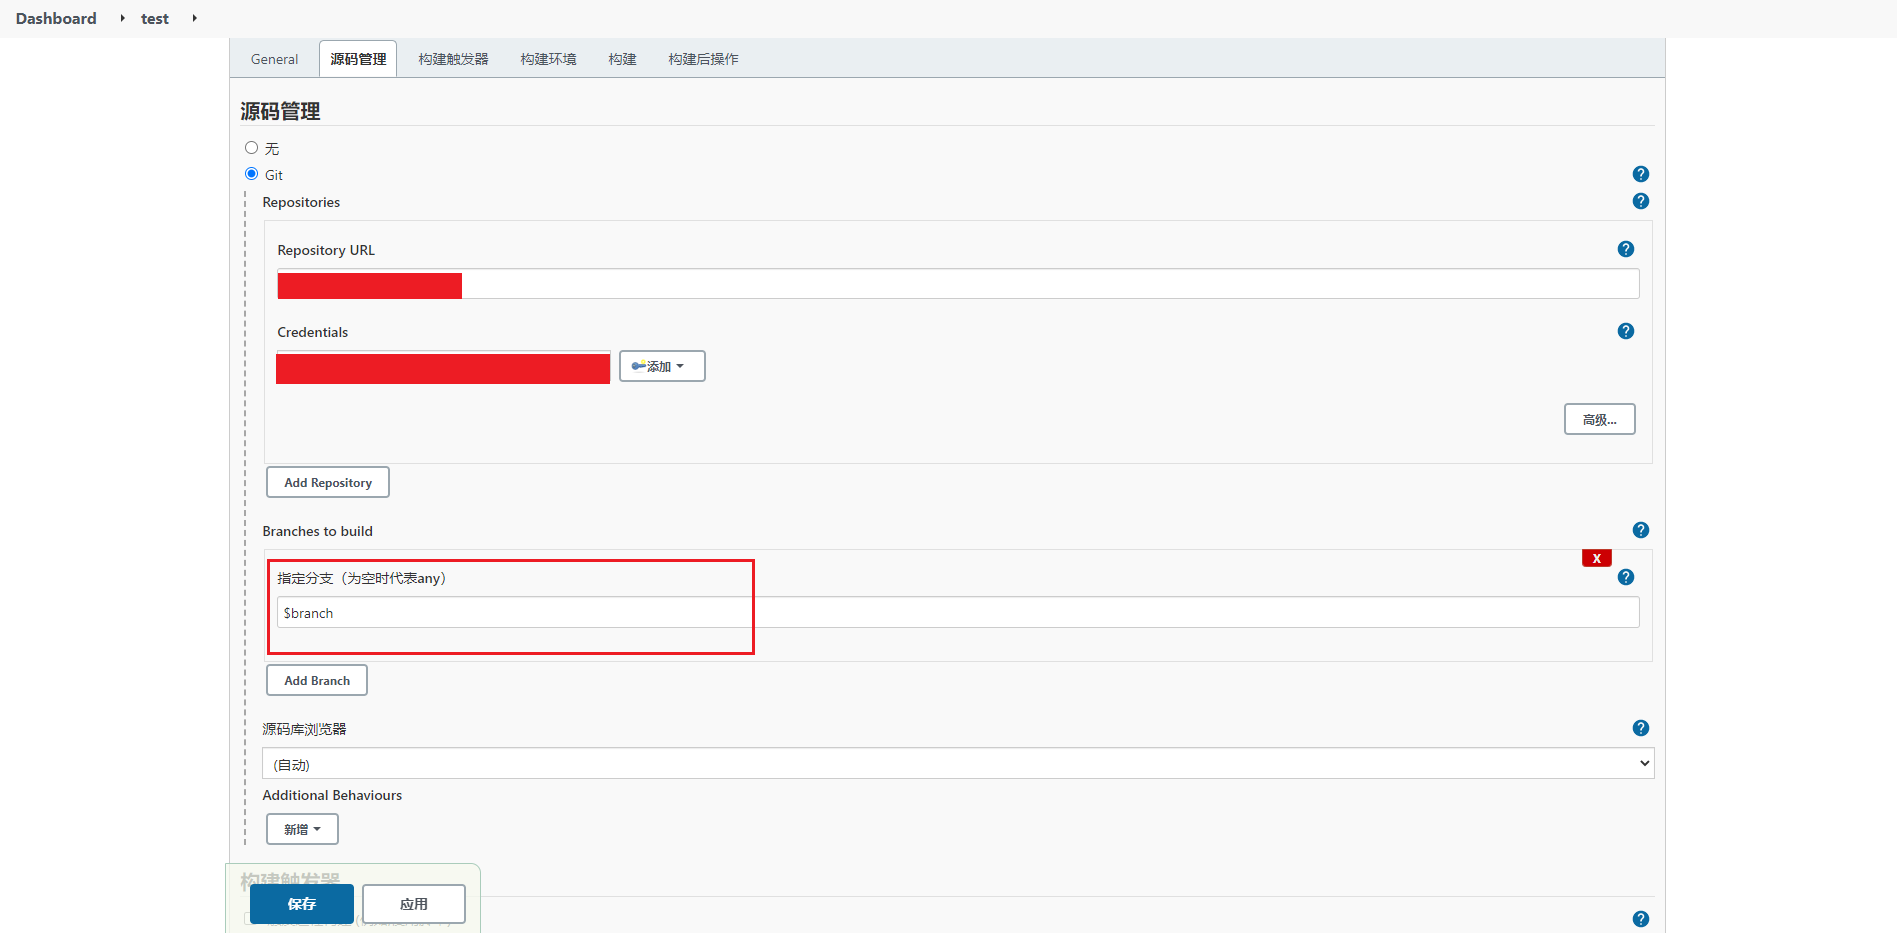 Dashboard test
General 源码管理 构建触发器 构建环境 构建 构建后操作
源码管理
无
Git
Repositories
Repository URL
Credentials
添加
高级...
Add Repository
Branches to build
X
指定分支（为空时代表any）
$branch
Add Branch
源码库浏览器
(自动)
Additional Behaviours
新增
构建触发器
保存 应用